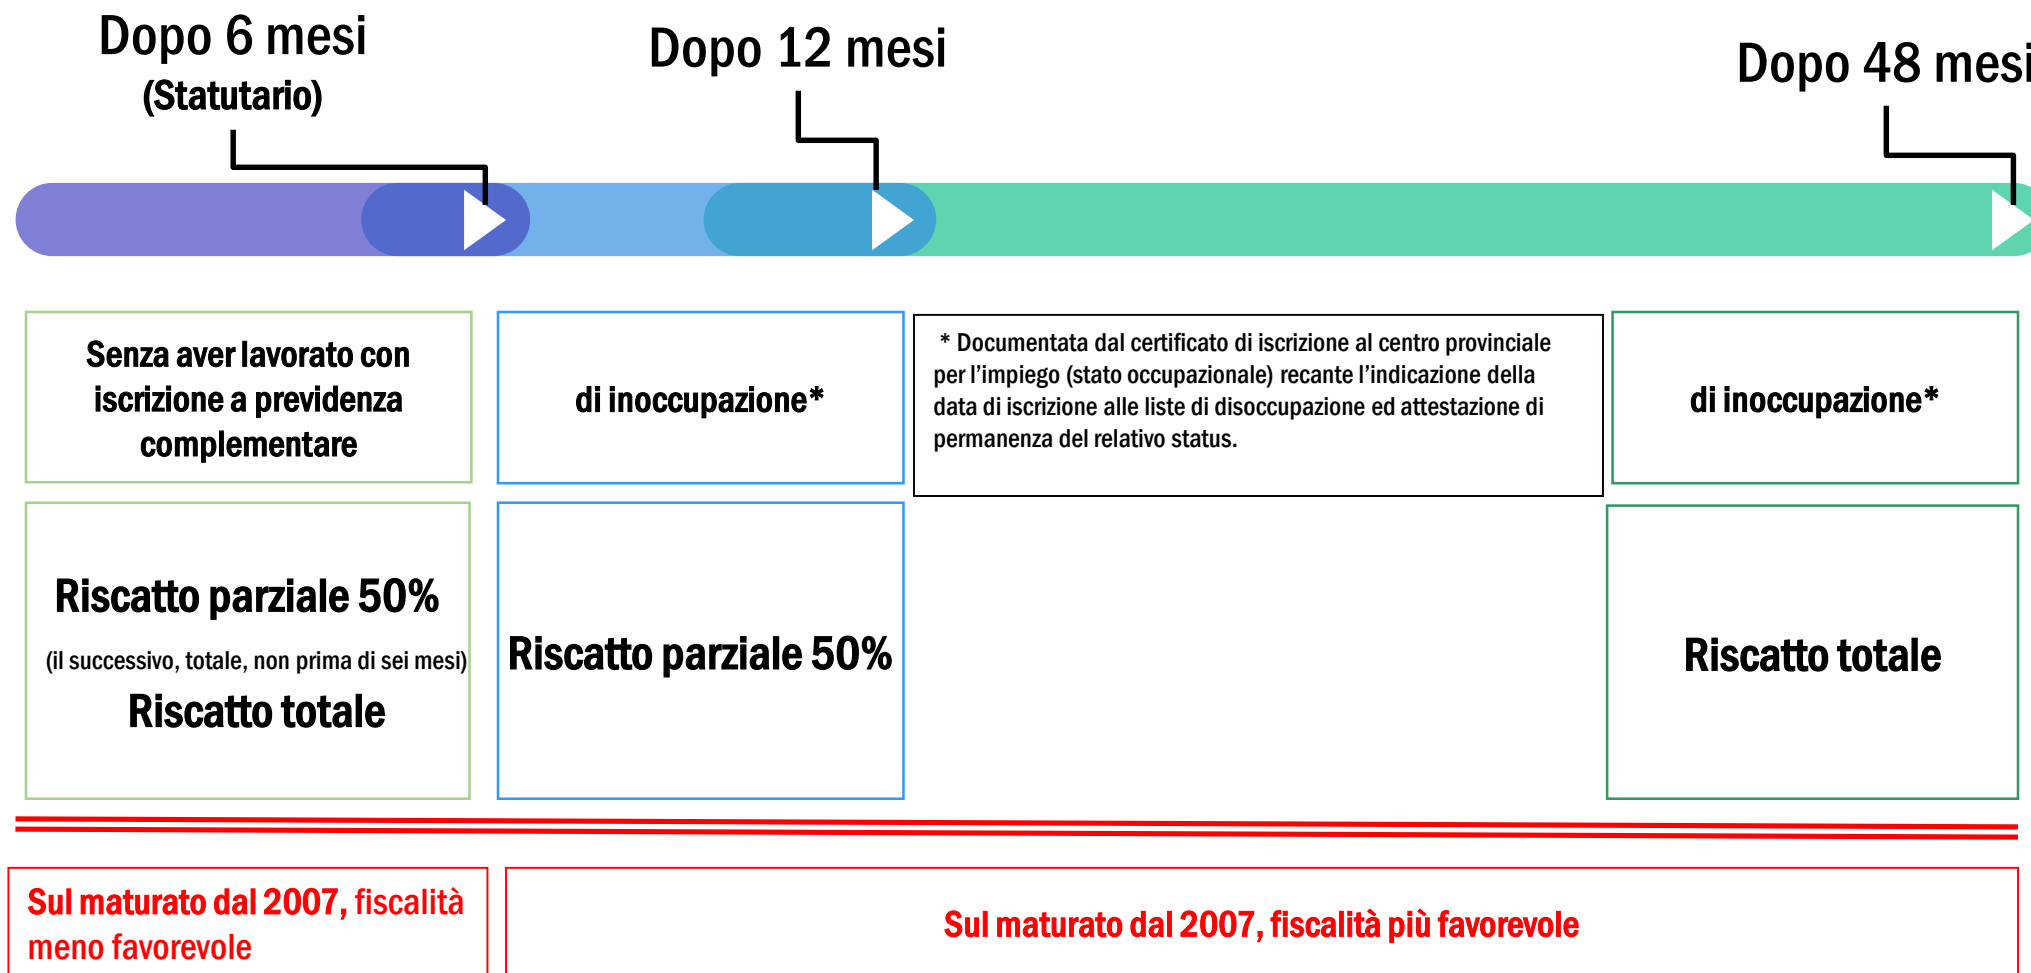 Dopo 6 mesi
(Statutario)
Dopo 12 mesi
Dopo 48 mesi
Senza aver lavorato con
iscrizione a previdenza
complementare
di inoccupazione*
* Documentata dal certificato di iscrizione al centro provinciale
per l’impiego (stato occupazionale) recante l’indicazione della
data di iscrizione alle liste di disoccupazione ed attestazione di
permanenza del relativo status.
di inoccupazione*
Riscatto parziale 50%
(il successivo, totale, non prima di sei mesi)
Riscatto totale
Riscatto parziale 50%
Riscatto totale
Sul maturato dal 2007, fiscalità
meno favorevole
Sul maturato dal 2007, fiscalità più favorevole